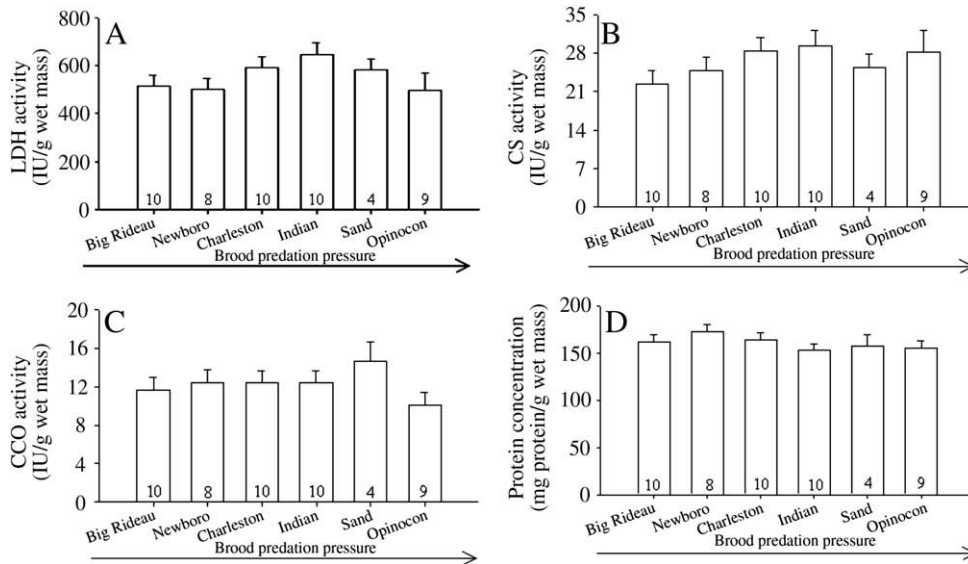 A
LDH activity
(IU/g wet mass)
800
600
400
200
0
10 8 10 10 4 9
Big Rideau Newboro Charleston Indian Sand Opinocon
Brood predation pressure
B
CS activity
(IU/g wet mass)
35
28
21
14
7
0
10 8 10 10 4 9
Big Rideau Newboro Charleston Indian Sand Opinocon
Brood predation pressure
C
CCO activity
(IU/g wet mass)
20
16
12
8
4
0
10 8 10 10 4 9
Big Rideau Newboro Charleston Indian Sand Opinocon
Brood predation pressure
D
Protein concentration
(mg protein/g wet mass)
200
150
100
50
0
10 8 10 10 4 9
Big Rideau Newboro Charleston Indian Sand Opinocon
Brood predation pressure